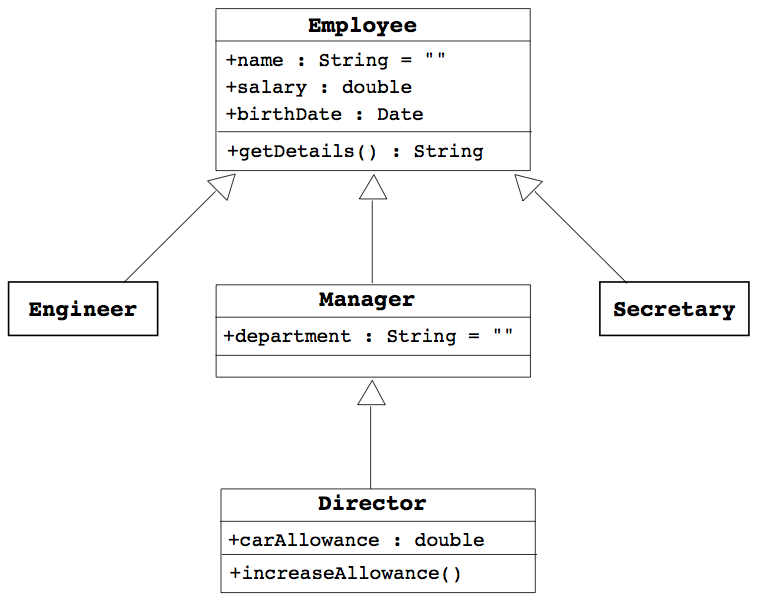 Employee
+name : String = ""
+salary : double
+birthDate : Date
+getDetails() : String
Engineer
Manager
+department : String = ""
Secretary
Director
+carAllowance : double
+increaseAllowance()